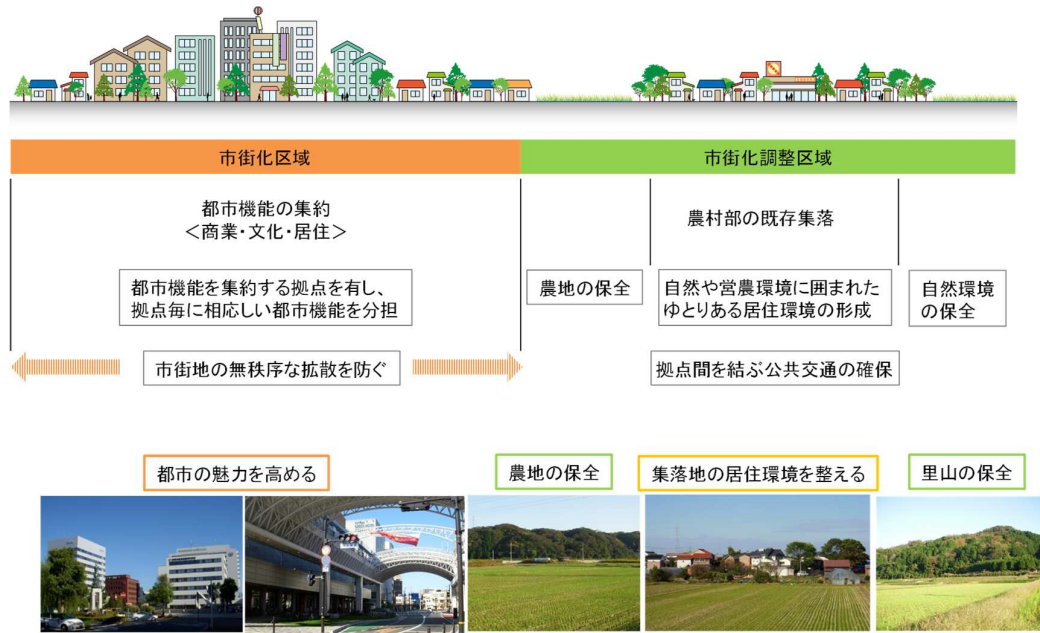 市街化区域
市街化調整区域
都市機能の集約
＜商業・文化・居住＞
農村部の既存集落
都市機能を集約する拠点を有し、
拠点毎に相応しい都市機能を分担
農地の保全
自然や営農環境に囲まれた
ゆとりある居住環境の形成
自然環境
の保全
市街地の無秩序な拡散を防ぐ
拠点間を結ぶ公共交通の確保
都市の魅力を高める
農地の保全
集落地の居住環境を整える
里山の保全